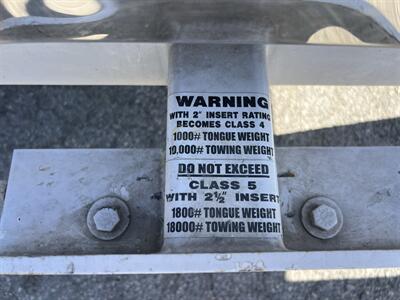 WARNING
WITH 2" INSERT RATING
BECOMES CLASS 4
1000# TONGUE WEIGHT
10,000# TOWING WEIGHT
DO NOT EXCEED
CLASS 5
WITH 2½" INSERT
1800# TONGUE WEIGHT
18000# TOWING WEIGHT